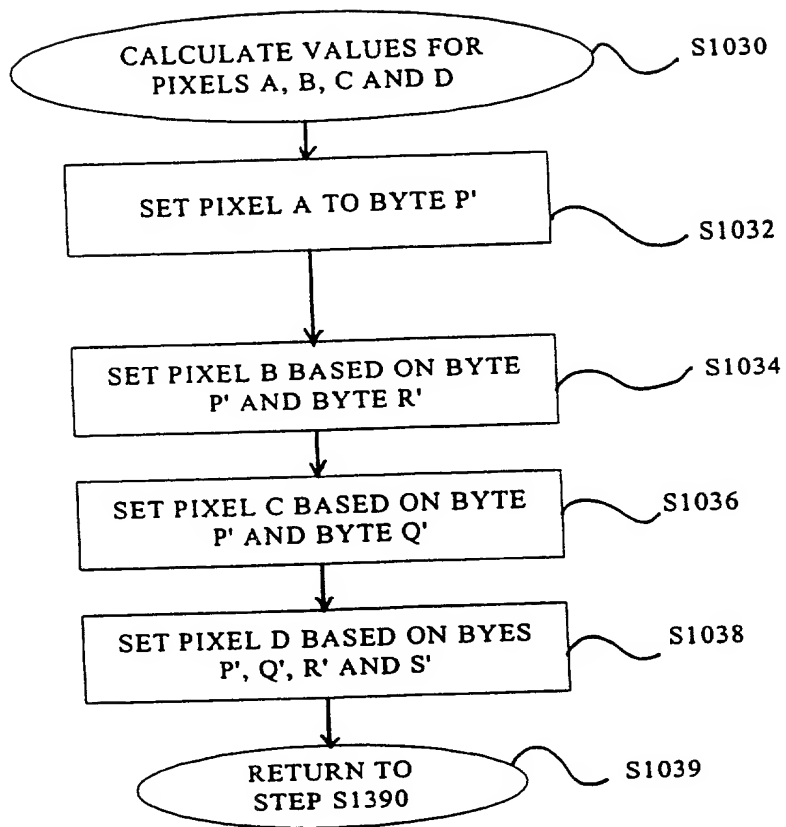 CALCULATE VALUES FOR
PIXELS A, B, C AND D
S1030
SET PIXEL A TO BYTE P'
S1032
SET PIXEL B BASED ON BYTE
P' AND BYTE R'
S1034
SET PIXEL C BASED ON BYTE
P' AND BYTE Q'
S1036
SET PIXEL D BASED ON BYES
P', Q', R' AND S'
S1038
RETURN TO
STEP S1390
S1039